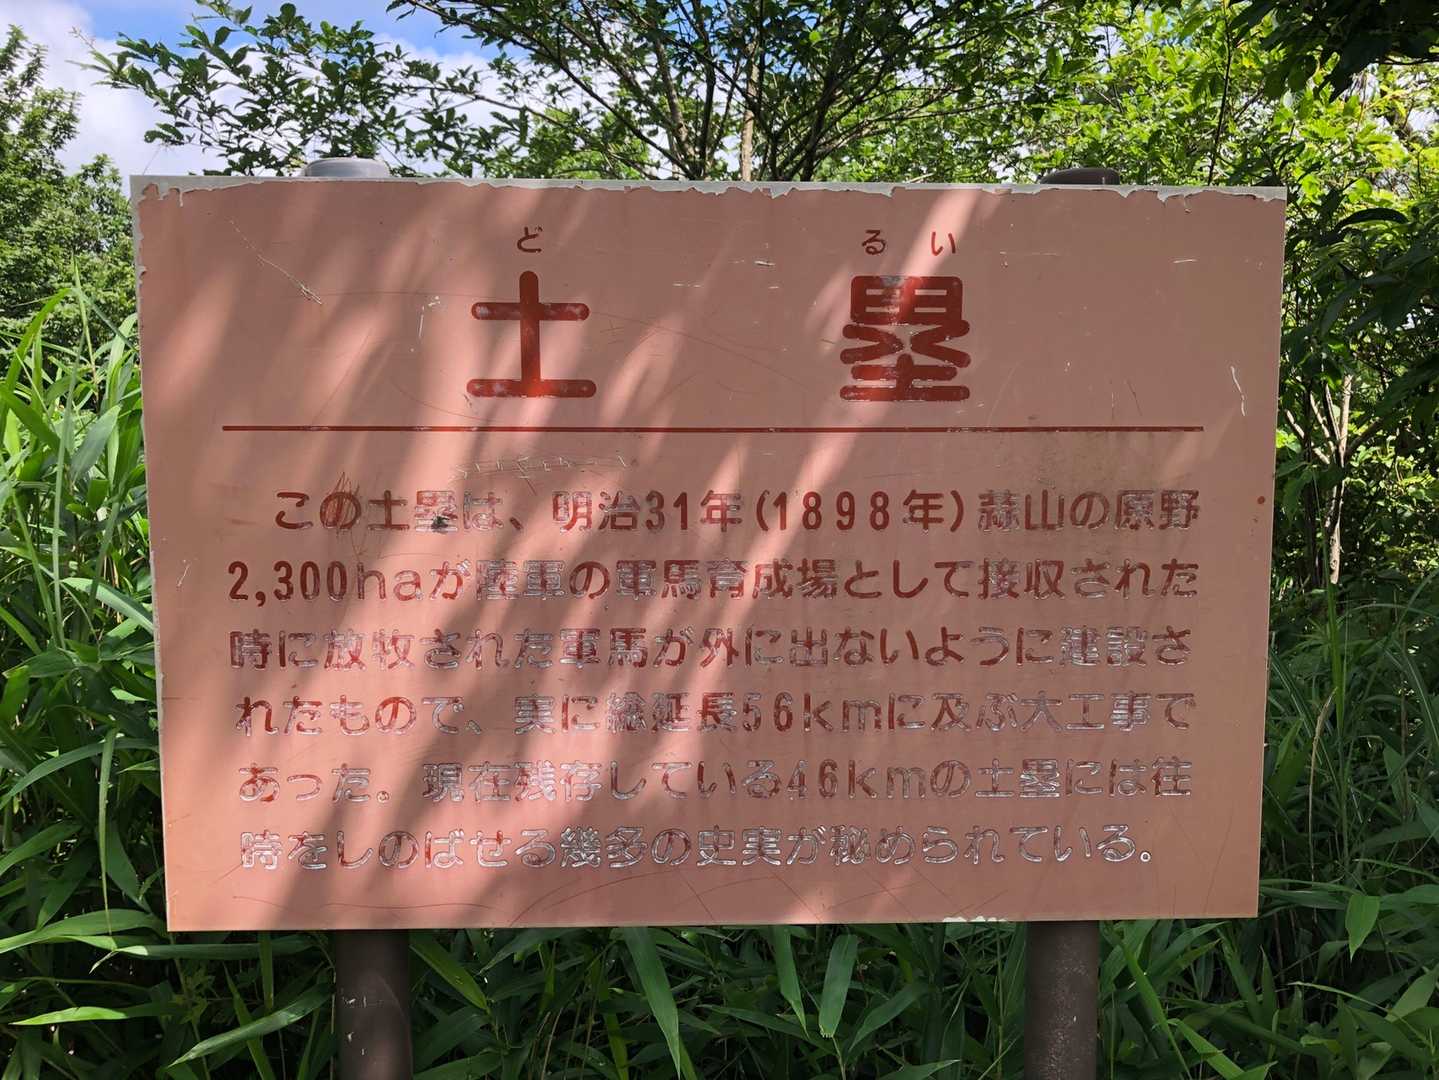 ど るい
土 塁
この土塁は、明治31年(1898年)蒜山の原野
2,300haが陸軍の軍馬育成場として接収された
時に放牧された軍馬が外に出ないように建設さ
れたもので、実に総延長56kmに及ぶ大工事で
あった。現在残存している46kmの土塁には往
時をしのばせる幾多の史実が秘められている。